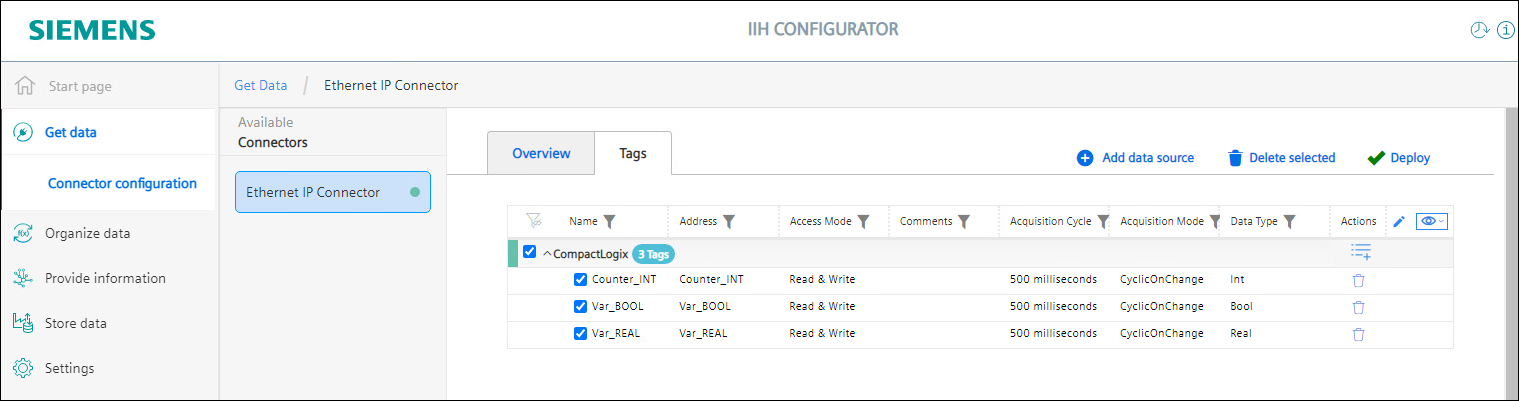 SIEMENS
IIH CONFIGURATOR
Start page
Get data
Connector configuration
Organize data
Provide information
Store data
Settings
Get Data / Ethernet IP Connector
Available
Connectors
Ethernet IP Connector
Overview Tags
Add data source Delete selected Deploy
Name Address Access Mode Comments Acquisition Cycle Acquisition Mode Data Type Actions
CompactLogix 3 Tags
Counter_INT Counter_INT Read & Write 500 milliseconds CyclicOnChange Int
Var_BOOL Var_BOOL Read & Write 500 milliseconds CyclicOnChange Bool
Var_REAL Var_REAL Read & Write 500 milliseconds CyclicOnChange Real